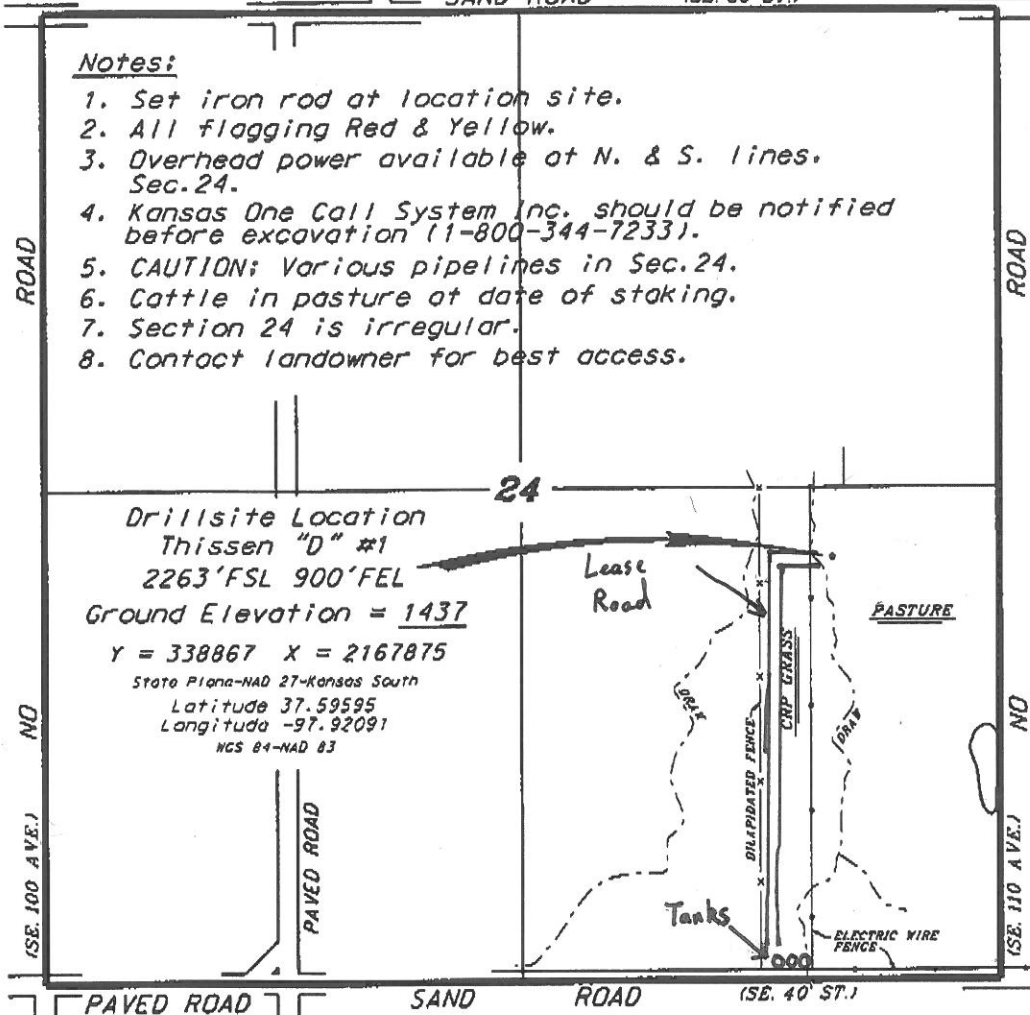 SAND ROAD
Notes:
1. Set iron rod at location site.
2. All flagging Red & Yellow.
3. Overhead power available at N. & S. lines.
Sec.24.
4. Kansas One Call System Inc. should be notified
before excavation (1-800-344-7233).
5. CAUTION: Various pipelines in Sec.24.
6. Cattle in pasture at date of staking.
7. Section 24 is irregular.
8. Contact landowner for best access.
ROAD
ROAD
24
Drillsite Location
Thissen "D" #1
2263'FSL 900'FEL
Ground Elevation = 1437
Y = 338867 X = 2167875
State Plane-NAD 27-Kansas South
Latitude 37.59595
Longitude -97.92091
WGS 84-NAD 83
Lease
Road
PASTURE
CRP GRASS
DRAW
DRAW
DILAPIDATED FENCE
NO
NO
PAVED ROAD
(SE. 100 AVE.)
(SE. 110 AVE.)
Tanks
ELECTRIC WIRE
FENCE
PAVED ROAD
SAND ROAD (SE. 40 ST.)